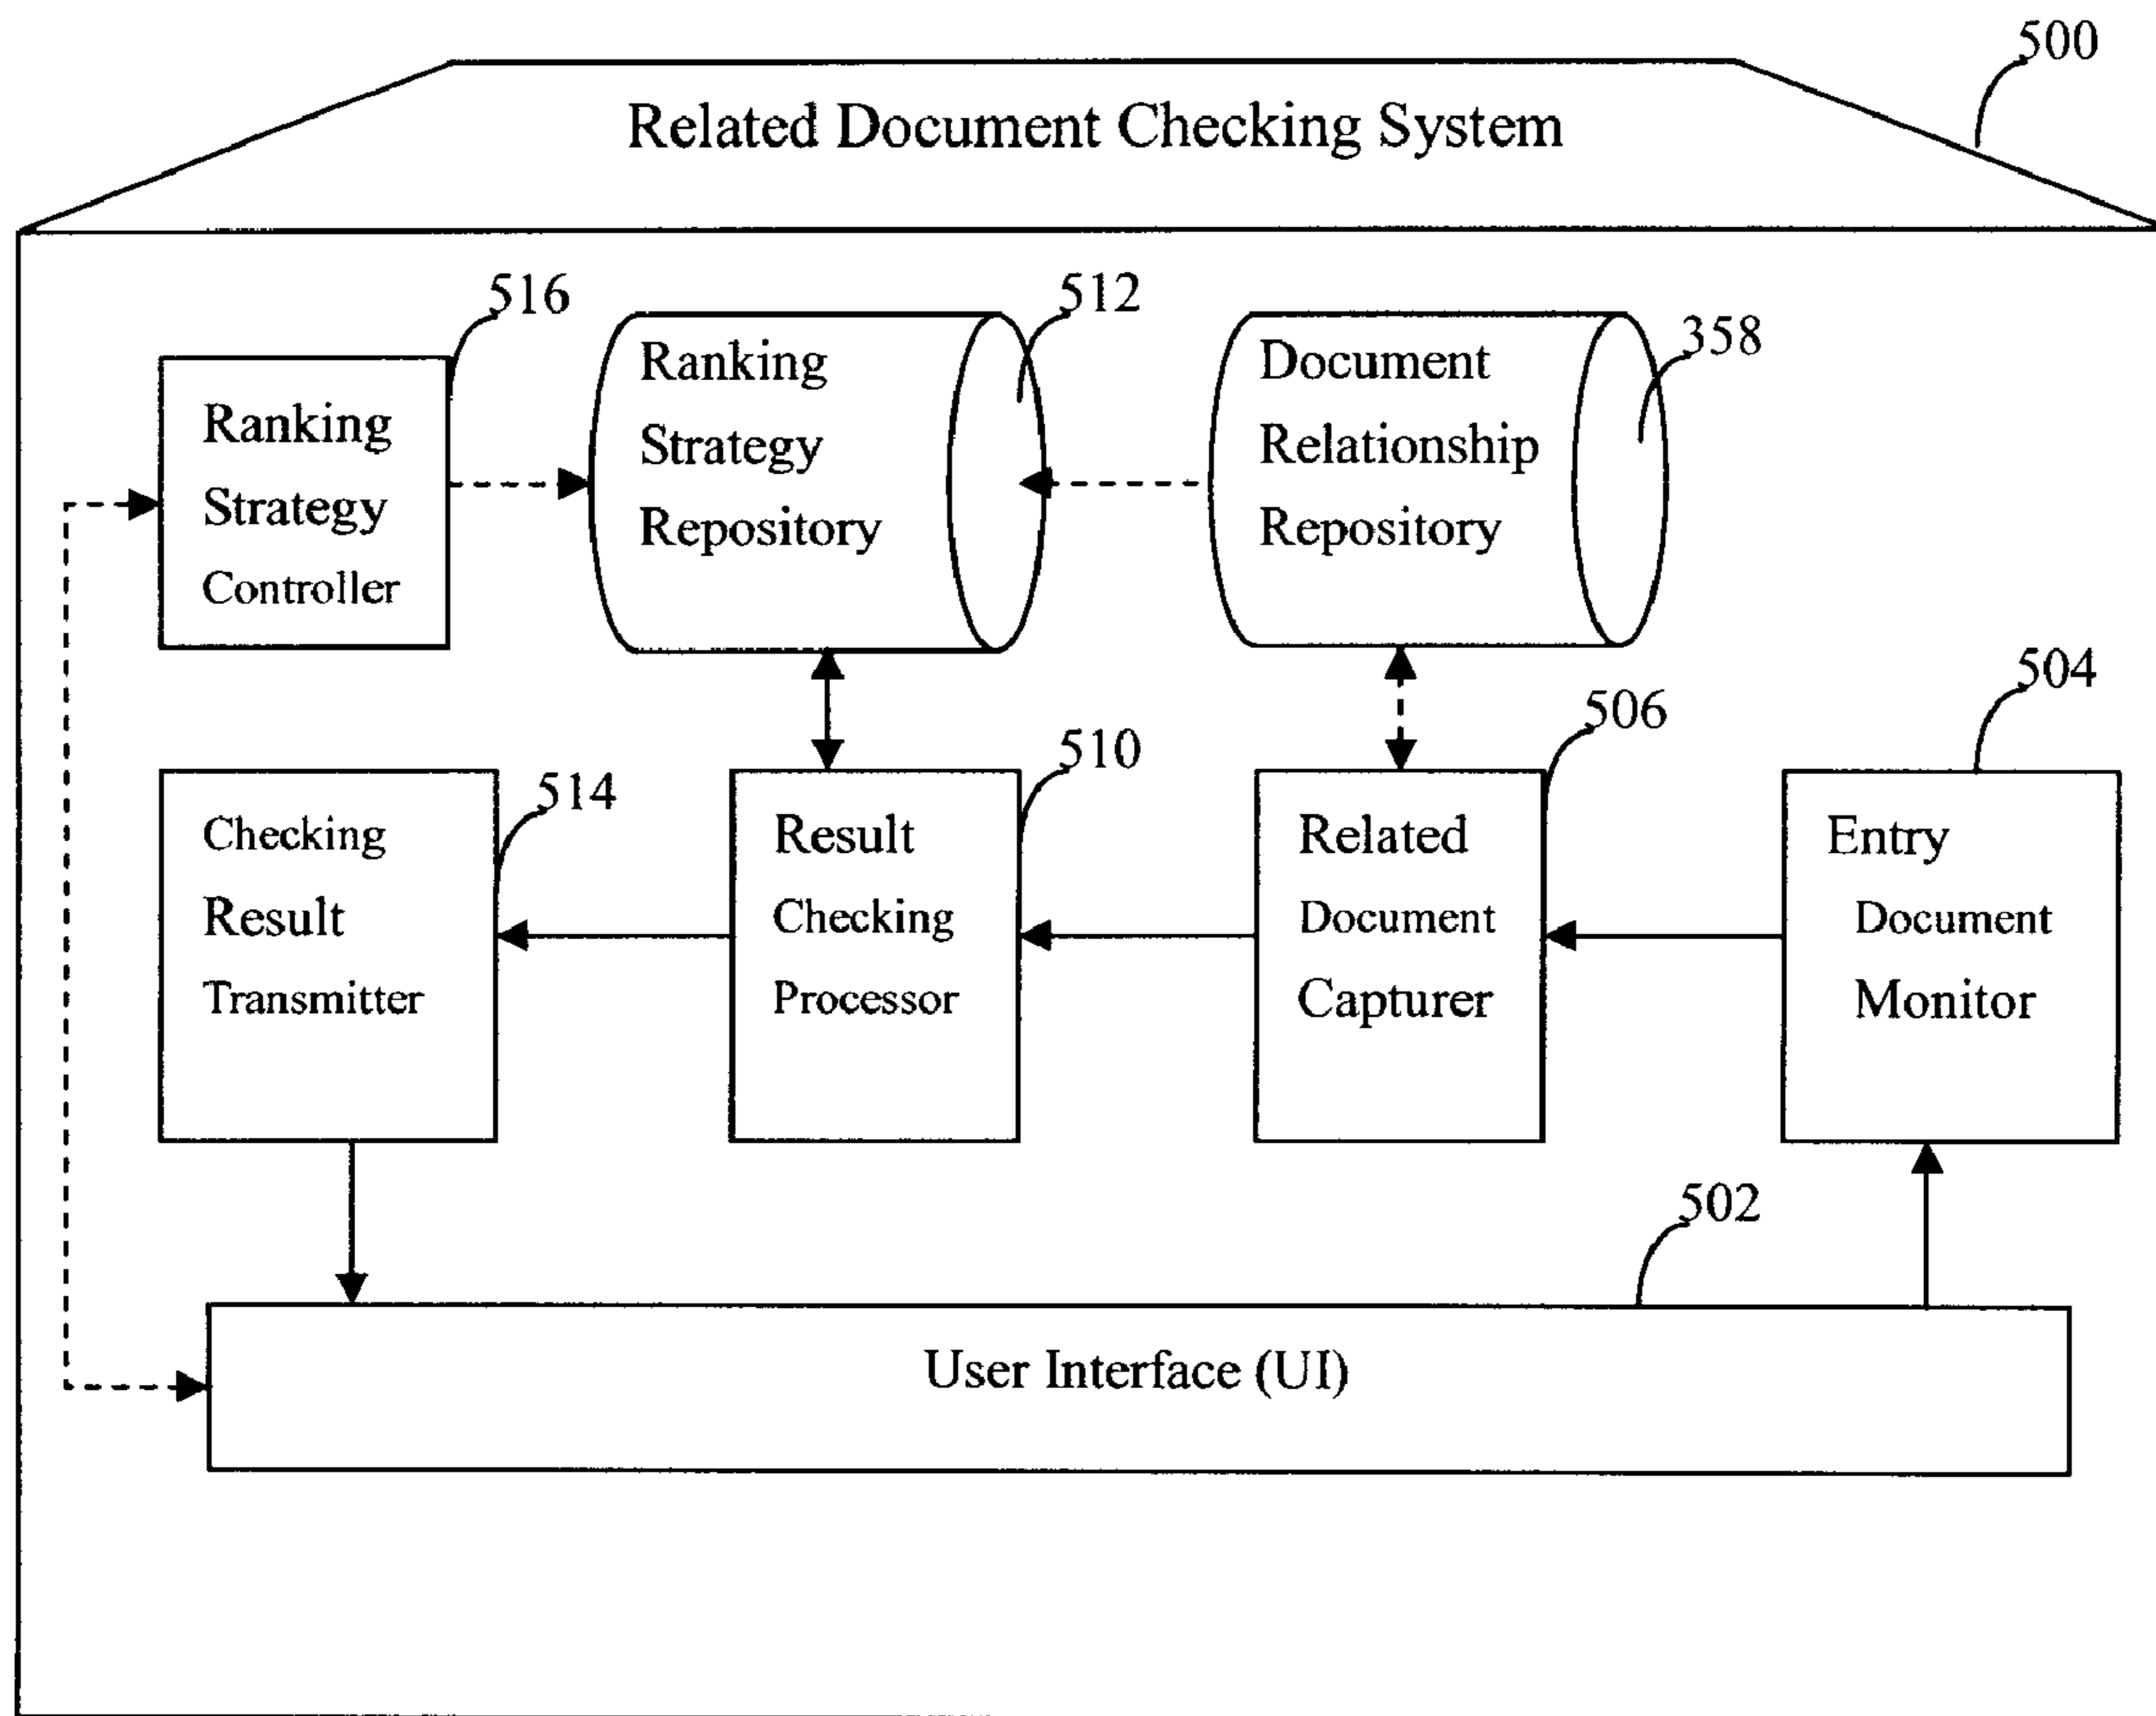 500
Related Document Checking System
516
512
358
Ranking
Strategy
Controller
Ranking
Strategy
Repository
Document
Relationship
Repository
504
506
510
514
Checking
Result
Transmitter
Result
Checking
Processor
Related
Document
Capturer
Entry
Document
Monitor
502
User Interface (UI)